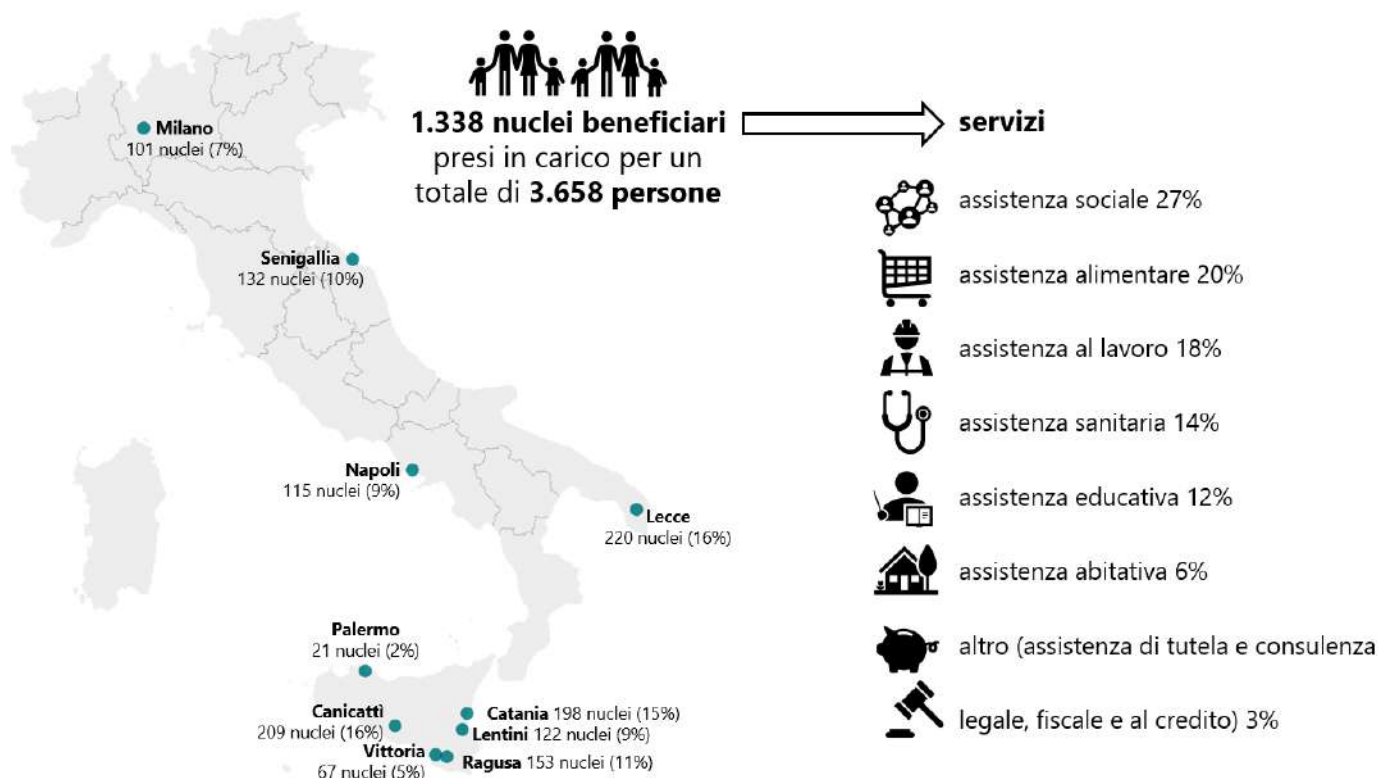 1.338 nuclei beneficiari
presi in carico per un
totale di 3.658 persone
servizi
Milano
101 nuclei (7%)
Senigallia
132 nuclei (10%)
Napoli
115 nuclei (9%)
Lecce
220 nuclei (16%)
Palermo
21 nuclei (2%)
Canicattì
209 nuclei (16%)
Catania 198 nuclei (15%)
Lentini 122 nuclei (9%)
Vittoria
67 nuclei (5%)
Ragusa 153 nuclei (11%)
assistenza sociale 27%
assistenza alimentare 20%
assistenza al lavoro 18%
assistenza sanitaria 14%
assistenza educativa 12%
assistenza abitativa 6%
altro (assistenza di tutela e consulenza
legale, fiscale e al credito) 3%